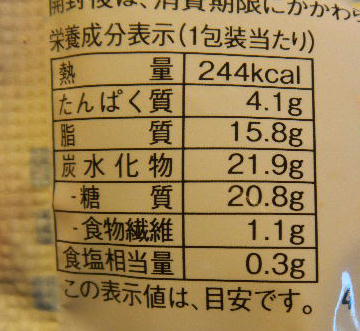 開封後は、消費期限にかかわら
栄養成分表示(1包装当たり)
熱量 244kcal
たんぱく質 4.1g
脂質 15.8g
炭水化物 21.9g
-糖質 20.8g
-食物繊維 1.1g
食塩相当量 0.3g
この表示値は、目安です。